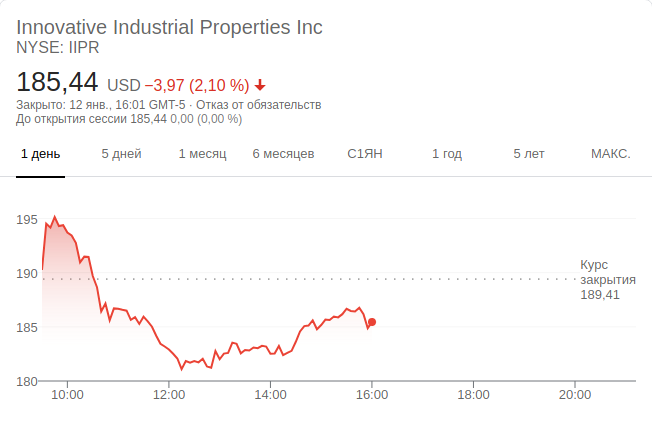 Innovative Industrial Properties Inc
NYSE: IIPR
185,44 USD −3,97 (2,10 %)
Закрыто: 12 янв., 16:01 GMT-5 · Отказ от обязательств
До открытия сессии 185,44 0,00 (0,00 %)
1 день 5 дней 1 месяц 6 месяцев С1ЯН 1 год 5 лет МАКС.
195
190
185
180
Курс
закрытия
189,41
10:00 12:00 14:00 16:00 18:00 20:00